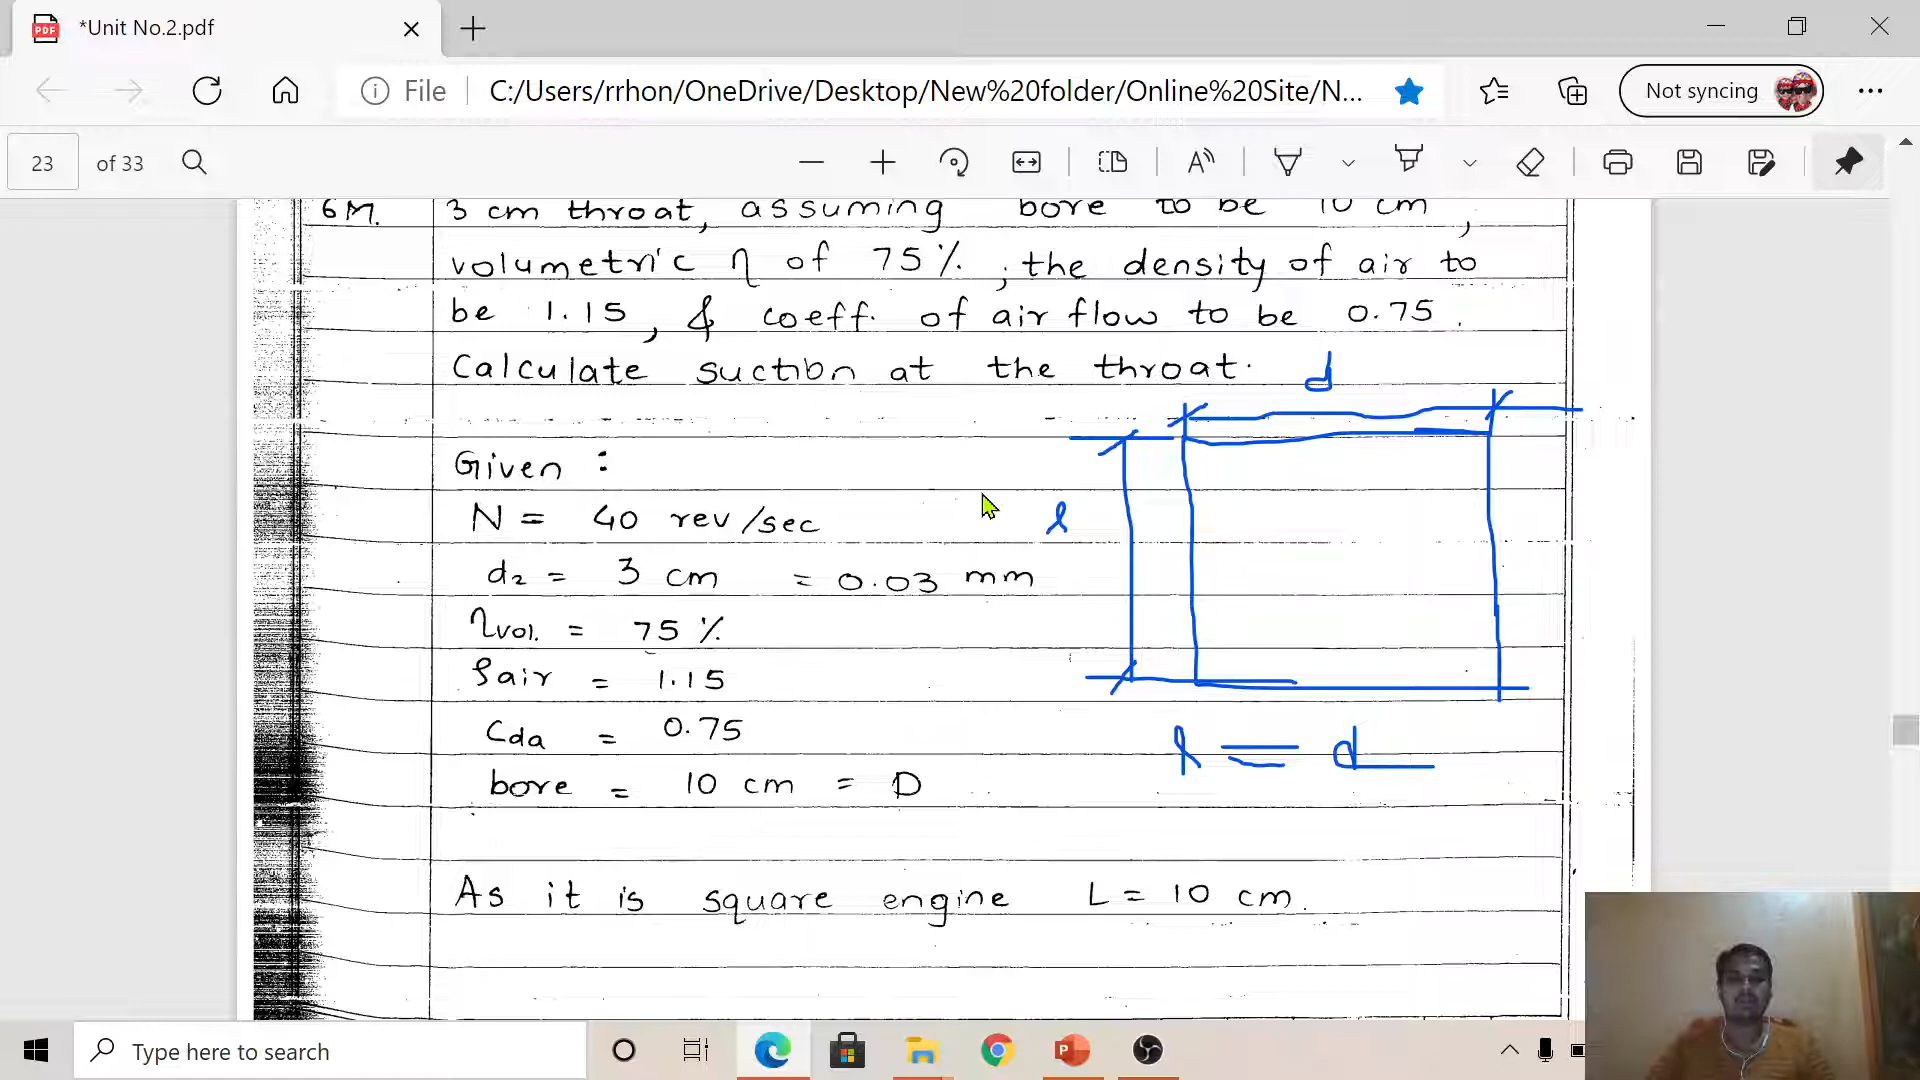 *Unit No.2.pdf
File
C:/Users/rrhon/OneDrive/Desktop/New%20folder/Online%20Site/N...
Not syncing
23 of 33
6M. 3 cm throat, assuming bore to be 10 cm,
volumetric η of 75%, the density of air to
be 1.15, & coeff. of air flow to be 0.75.
Calculate suction at the throat.
d
Given :
N = 40 rev/sec
l
d2 = 3 cm = 0.03 mm
ηvol. = 75 %
ρair = 1.15
Cda = 0.75
l = d
bore = 10 cm = D
As it is square engine L = 10 cm.
Type here to search